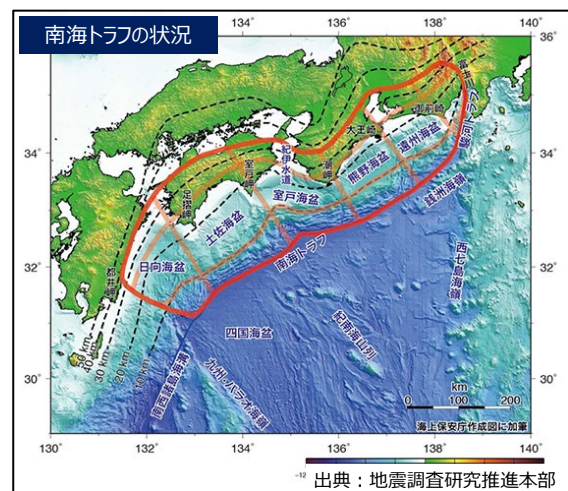 南海トラフの状況
130° 132° 134° 136° 138° 140°
36°
34°
32°
30°
富士川
駿河トラフ
御前崎
大王崎
遠州海盆
潮岬
熊野海盆
紀伊水道
室戸岬
室戸海盆
銭洲海嶺
足摺岬
土佐海盆
南海トラフ
西七島海嶺
日向海盆
都井岬
四国海盆
紀南海山列
50 km
40 km
30 km
20 km
10 km
南西諸島海溝
九州・パラオ海嶺
km
0 100 200
海上保安庁作成図に加筆
130° 132° 134° 136° 138° 140°
-12
出典：地震調査研究推進本部